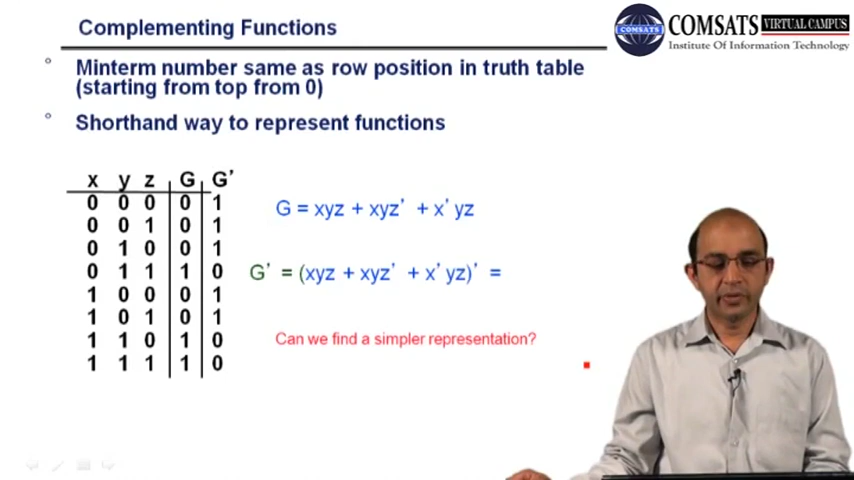 Complementing Functions
COMSATS VIRTUAL CAMPUS
COMSATS
Institute Of Information Technology
° Minterm number same as row position in truth table
(starting from top from 0)
° Shorthand way to represent functions
x y z G G'
0 0 0 0 1
0 0 1 0 1
0 1 0 0 1
0 1 1 1 0
1 0 0 0 1
1 0 1 0 1
1 1 0 1 0
1 1 1 1 0
G = xyz + xyz' + x'yz
G' = (xyz + xyz' + x'yz)' =
Can we find a simpler representation?